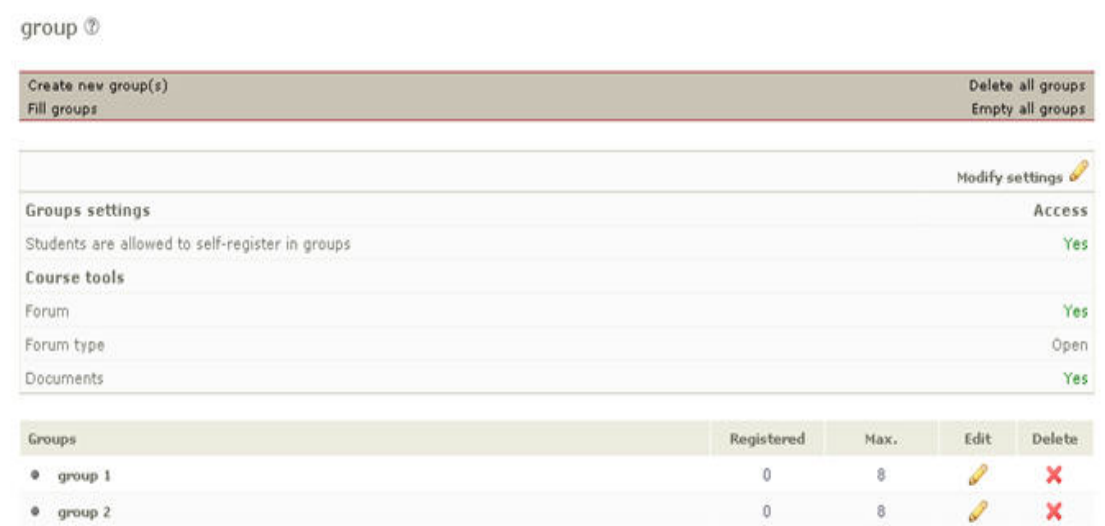 group ?
Create new group(s) Delete all groups
Fill groups Empty all groups
Modify settings
Groups settings Access
Students are allowed to self-register in groups Yes
Course tools
Forum Yes
Forum type Open
Documents Yes
Groups Registered Max. Edit Delete
group 1 0 8
group 2 0 8